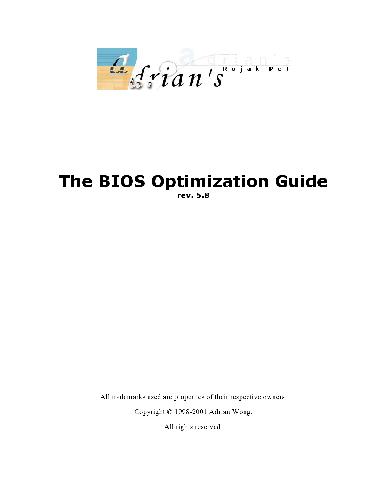 Adrian's
Rojak Pot
The BIOS Optimization Guide
rev. 5.8
All trademarks used are properties of their respective owners.
Copyright © 1998-2001 Adrian Wong.
All rights reserved.